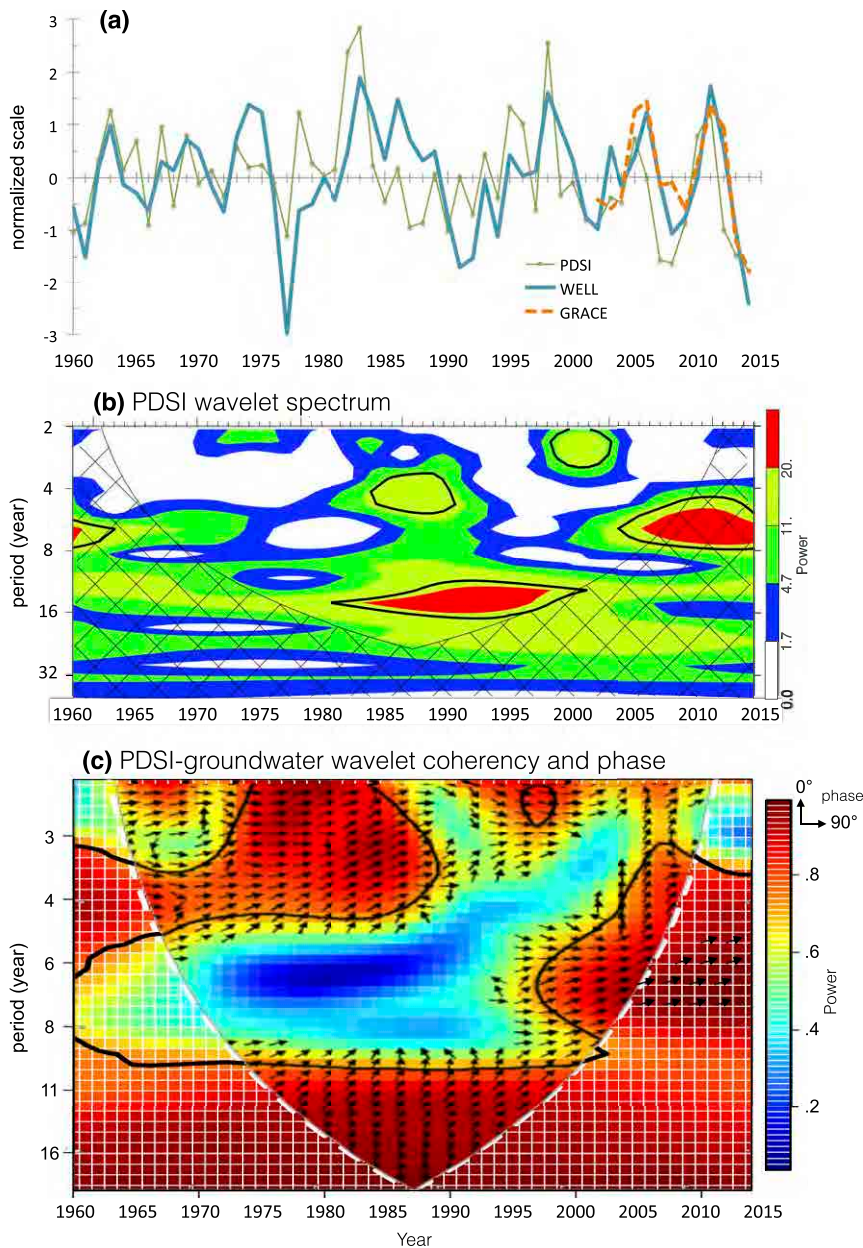 (a)
3
2
1
0
-1
-2
-3
normalized scale
PDSI
WELL
GRACE
1960 1965 1970 1975 1980 1985 1990 1995 2000 2005 2010 2015
(b) PDSI wavelet spectrum
2
4
8
16
32
period (year)
20.
11.
4.7
1.7
0.0
Power
1960 1965 1970 1975 1980 1985 1990 1995 2000 2005 2010 2015
(c) PDSI-groundwater wavelet coherency and phase
3
4
6
8
11
16
period (year)
0° phase
90°
.8
.6
.4
.2
Power
1960 1965 1970 1975 1980 1985 1990 1995 2000 2005 2010 2015
Year